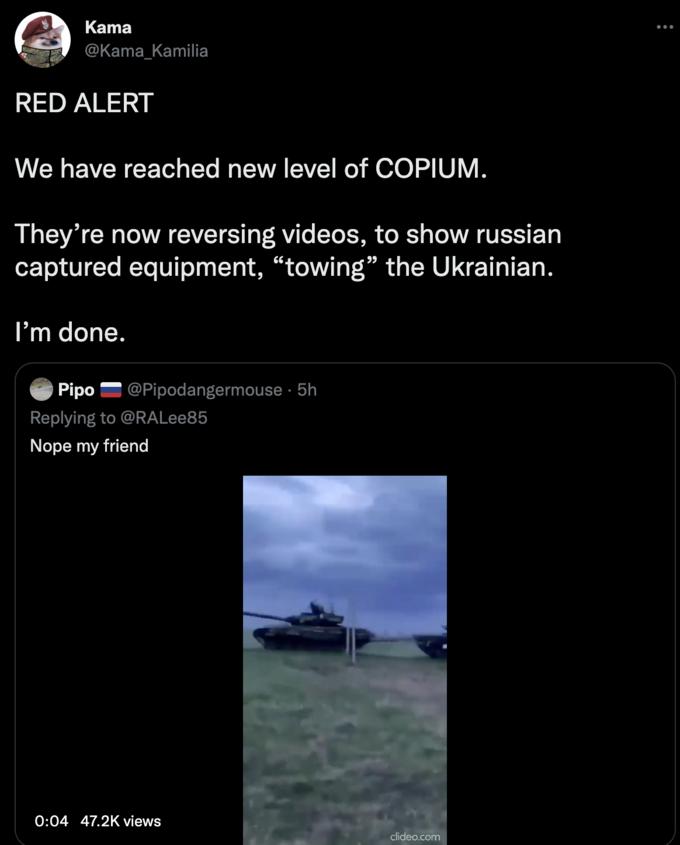 Kama
@Kama_Kamilia
RED ALERT
We have reached new level of COPIUM.
They’re now reversing videos, to show russian
captured equipment, “towing” the Ukrainian.
I’m done.
Pipo 🇷🇺 @Pipodangermouse · 5h
Replying to @RALee85
Nope my friend
0:04 47.2K views
clideo.com